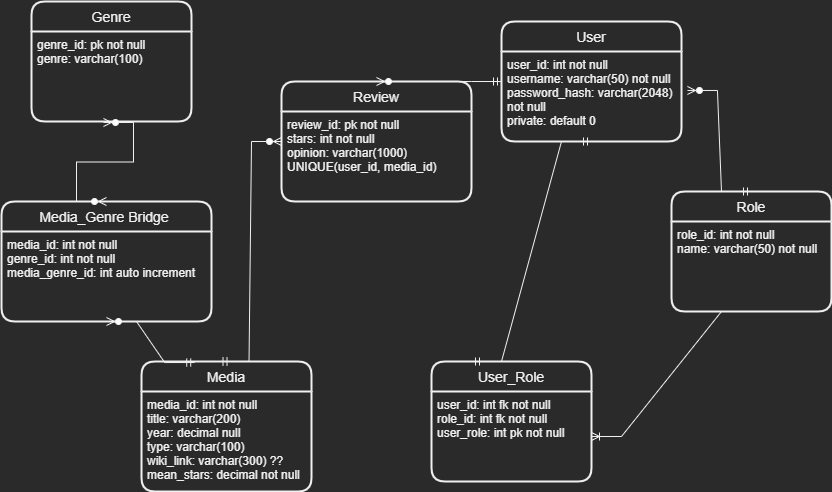 Genre
genre_id: pk not null
genre: varchar(100)
User
user_id: int not null
username: varchar(50) not null
password_hash: varchar(2048)
not null
private: default 0
Review
review_id: pk not null
stars: int not null
opinion: varchar(1000)
UNIQUE(user_id, media_id)
Media_Genre Bridge
media_id: int not null
genre_id: int not null
media_genre_id: int auto increment
Role
role_id: int not null
name: varchar(50) not null
Media
media_id: int not null
title: varchar(200)
year: decimal null
type: varchar(100)
wiki_link: varchar(300) ??
mean_stars: decimal not null
User_Role
user_id: int fk not null
role_id: int fk not null
user_role: int pk not null